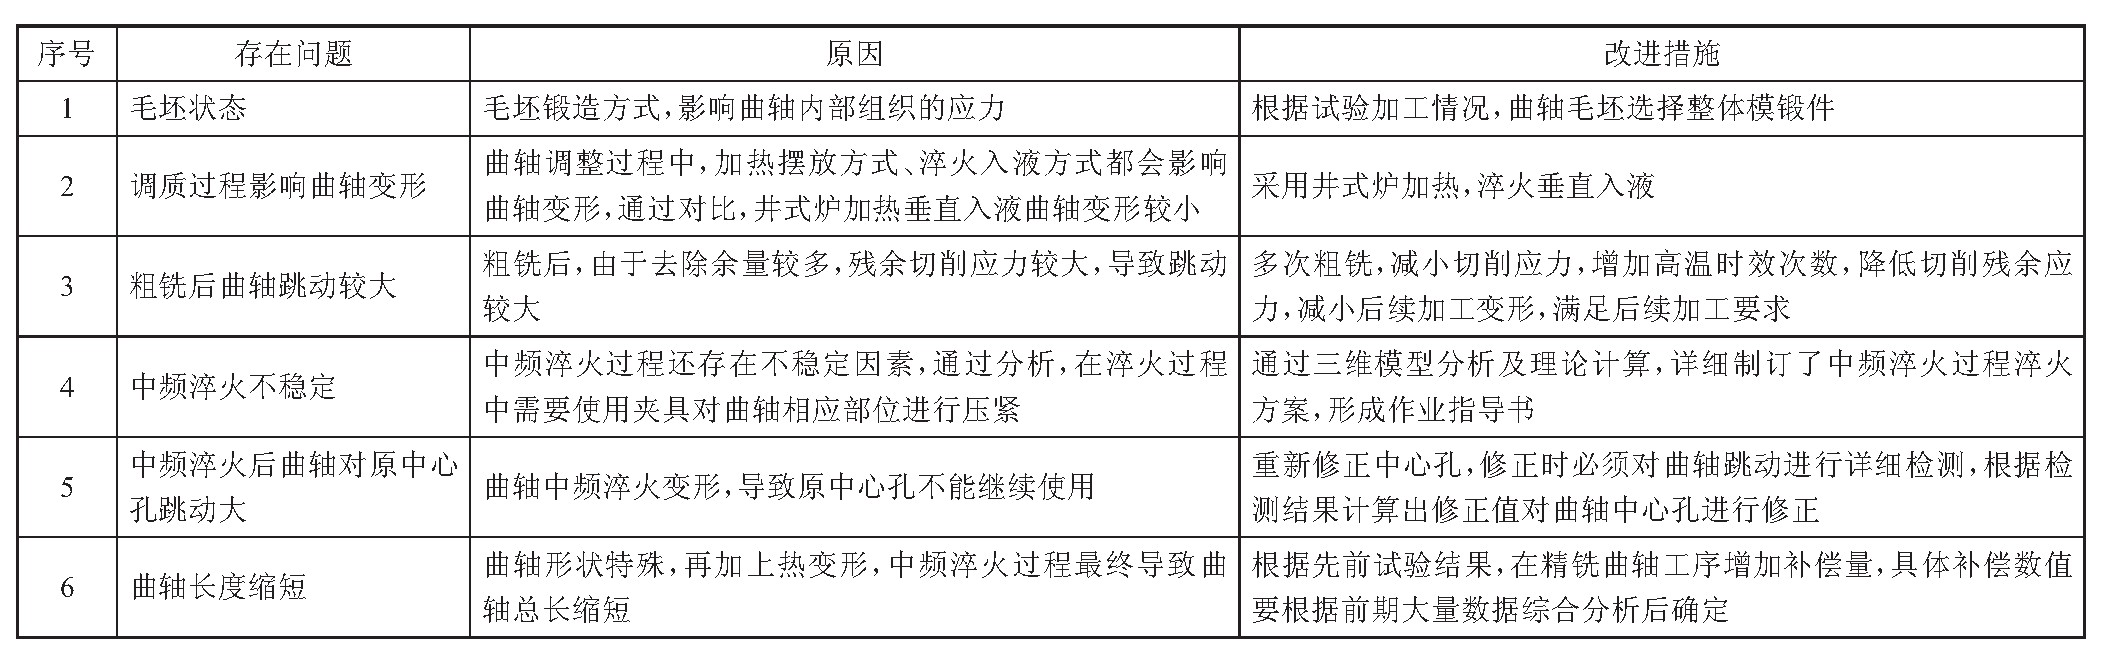 序号 存在问题 原因 改进措施
1 毛坯状态 毛坯锻造方式,影响曲轴内部组织的应力 根据试验加工情况,曲轴毛坯选择整体模锻件
2 调质过程影响曲轴变形 曲轴调整过程中,加热摆放方式、淬火入液方式都会影响
曲轴变形,通过对比,井式炉加热垂直入液曲轴变形较小 采用井式炉加热,淬火垂直入液
3 粗铣后曲轴跳动较大 粗铣后,由于去除余量较多,残余切削应力较大,导致跳动
较大 多次粗铣,减小切削应力,增加高温时效次数,降低切削残余应
力,减小后续加工变形,满足后续加工要求
4 中频淬火不稳定 中频淬火过程还存在不稳定因素,通过分析,在淬火过程
中需要使用夹具对曲轴相应部位进行压紧 通过三维模型分析及理论计算,详细制订了中频淬火过程淬火
方案,形成作业指导书
5 中频淬火后曲轴对原中心
孔跳动大 曲轴中频淬火变形,导致原中心孔不能继续使用 重新修正中心孔,修正时必须对曲轴跳动进行详细检测,根据检
测结果计算出修正值对曲轴中心孔进行修正
6 曲轴长度缩短 曲轴形状特殊,再加上热变形,中频淬火过程最终导致曲
轴总长缩短 根据先前试验结果,在精铣曲轴工序增加补偿量,具体补偿数值
要根据前期大量数据综合分析后确定